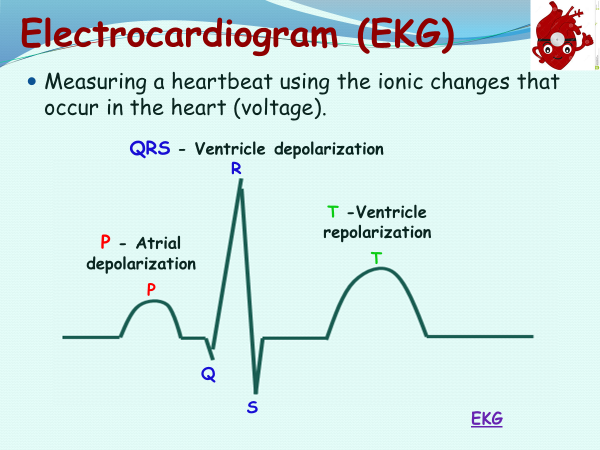 Electrocardiogram (EKG)
Measuring a heartbeat using the ionic changes that
occur in the heart (voltage).
QRS - Ventricle depolarization
R
T -Ventricle
repolarization
P - Atrial
depolarization
T
P
Q
S
EKG